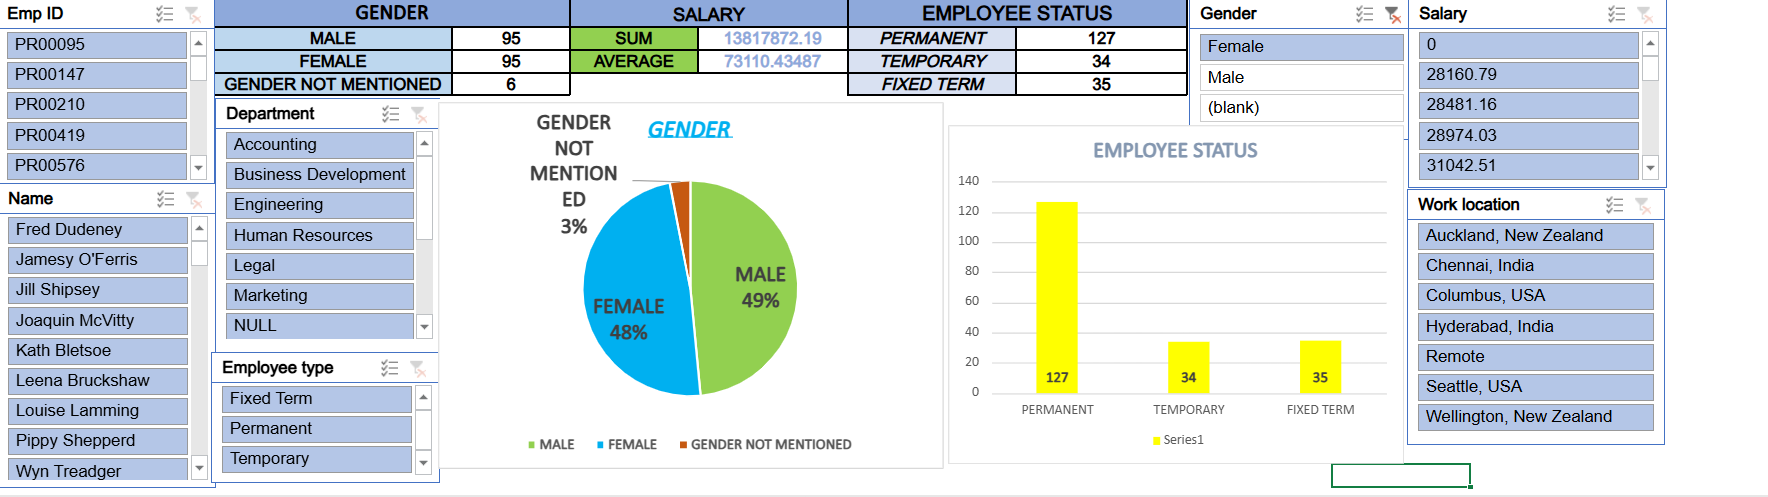 Emp ID
PR00095
PR00147
PR00210
PR00419
PR00576
Name
Fred Dudeney
Jamesy O'Ferris
Jill Shipsey
Joaquin McVitty
Kath Bletsoe
Leena Bruckshaw
Louise Lamming
Pippy Shepperd
Wyn Treadger
GENDER
MALE 95
FEMALE 95
GENDER NOT MENTIONED 6
SALARY
SUM 13817872.19
AVERAGE 73110.43487
EMPLOYEE STATUS
PERMANENT 127
TEMPORARY 34
FIXED TERM 35
Department
Accounting
Business Development
Engineering
Human Resources
Legal
Marketing
NULL
Employee type
Fixed Term
Permanent
Temporary
GENDER
GENDER
NOT
MENTION
ED
3%
MALE
49%
FEMALE
48%
MALE FEMALE GENDER NOT MENTIONED
EMPLOYEE STATUS
140
120
100
80
60
40
20
0
127 34 35
PERMANENT TEMPORARY FIXED TERM
Series1
Gender
Female
Male
(blank)
Salary
0
28160.79
28481.16
28974.03
31042.51
Work location
Auckland, New Zealand
Chennai, India
Columbus, USA
Hyderabad, India
Remote
Seattle, USA
Wellington, New Zealand